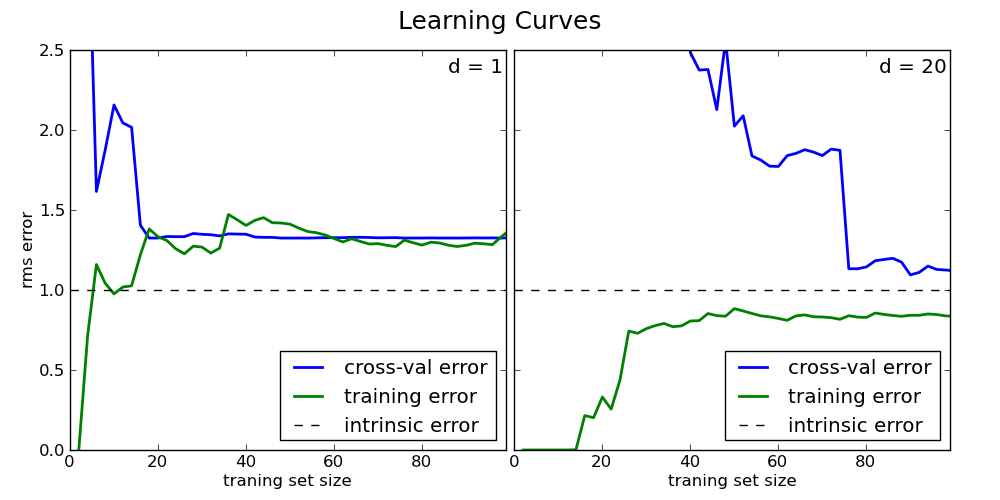 Learning Curves
d = 1
d = 20
rms error
2.5
2.0
1.5
1.0
0.5
0.0
cross-val error
training error
intrinsic error
cross-val error
training error
intrinsic error
0 20 40 60 80
0 20 40 60 80
traning set size
traning set size